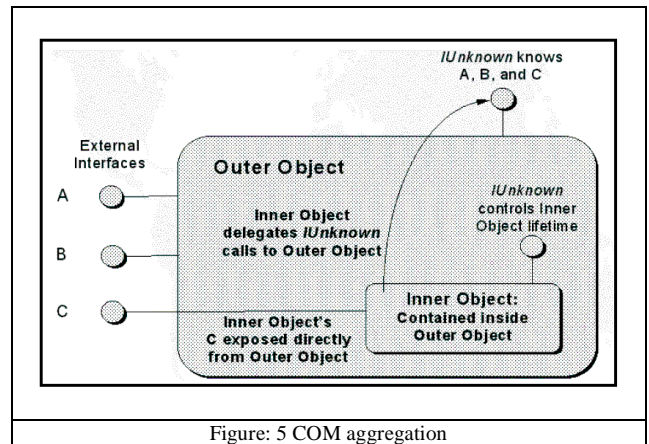 IUnknown knows
A, B, and C
External
Interfaces
Outer Object
A
IUnknown
controls Inner
Object lifetime
Inner Object
delegates IUnknown
calls to Outer Object
B
C
Inner Object:
Contained inside
Outer Object
Inner Object's
C exposed directly
from Outer Object
Figure: 5 COM aggregation